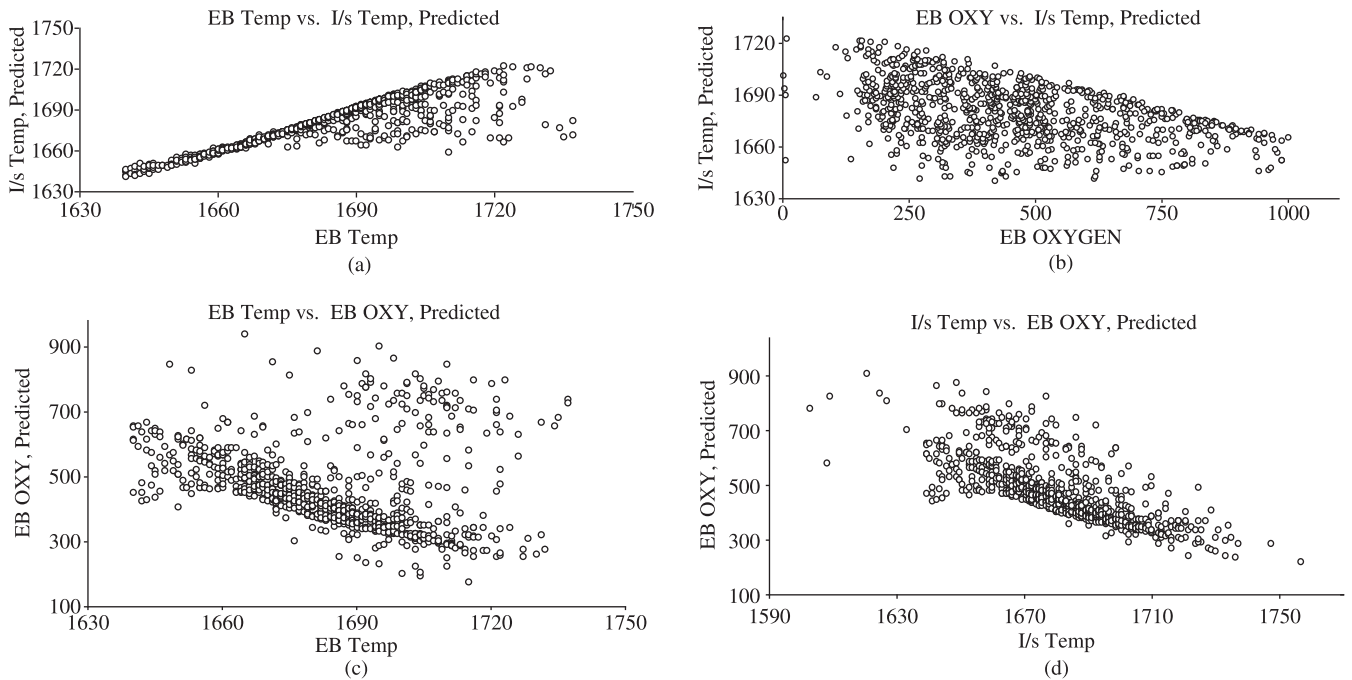 EB Temp vs. I/s Temp, Predicted
I/s Temp, Predicted
1750
1720
1690
1660
1630
1630 1660 1690 1720 1750
EB Temp
(a)
EB OXY vs. I/s Temp, Predicted
I/s Temp, Predicted
1720
1690
1660
1630
0 250 500 750 1000
EB OXYGEN
(b)
EB Temp vs. EB OXY, Predicted
EB OXY, Predicted
900
700
500
300
100
1630 1660 1690 1720 1750
EB Temp
(c)
I/s Temp vs. EB OXY, Predicted
EB OXY, Predicted
900
700
500
300
100
1590 1630 1670 1710 1750
I/s Temp
(d)